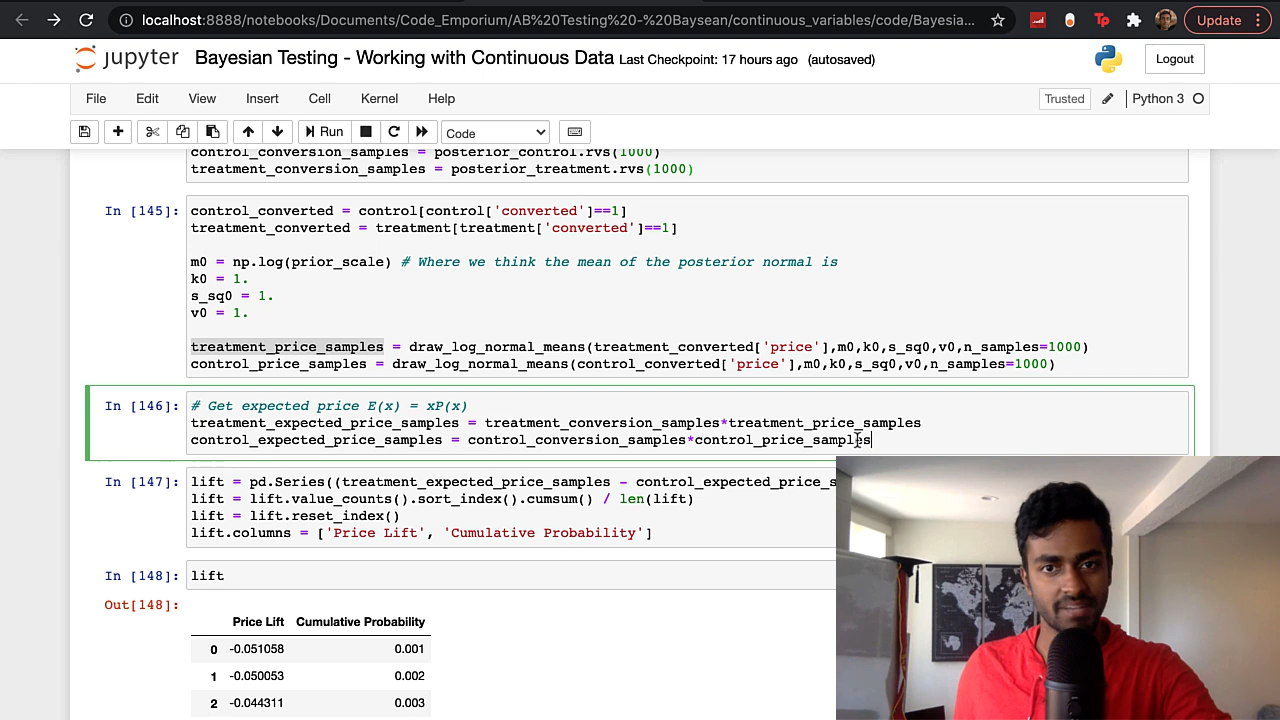 localhost:8888/notebooks/Documents/Code_Emporium/AB%20Testing%20-%20Baysean/continuous_variables/code/Bayesia...
Tp
Update
jupyter Bayesian Testing - Working with Continuous Data Last Checkpoint: 17 hours ago (autosaved)
Logout
File Edit View Insert Cell Kernel Help
Trusted
Python 3
Run
Code
control_conversion_samples = posterior_control.rvs(1000)
treatment_conversion_samples = posterior_treatment.rvs(1000)
In [145]: control_converted = control[control['converted']==1]
treatment_converted = treatment[treatment['converted']==1]
m0 = np.log(prior_scale) # Where we think the mean of the posterior normal is
k0 = 1.
s_sq0 = 1.
v0 = 1.
treatment_price_samples = draw_log_normal_means(treatment_converted['price'],m0,k0,s_sq0,v0,n_samples=1000)
control_price_samples = draw_log_normal_means(control_converted['price'],m0,k0,s_sq0,v0,n_samples=1000)
In [146]: # Get expected price E(x) = xP(x)
treatment_expected_price_samples = treatment_conversion_samples*treatment_price_samples
control_expected_price_samples = control_conversion_samples*control_price_samples
In [147]: lift = pd.Series((treatment_expected_price_samples - control_expected_price_s
lift = lift.value_counts().sort_index().cumsum() / len(lift)
lift = lift.reset_index()
lift.columns = ['Price Lift', 'Cumulative Probability']
In [148]: lift
Out[148]:
Price Lift Cumulative Probability
0 -0.051058 0.001
1 -0.050053 0.002
2 -0.044311 0.003